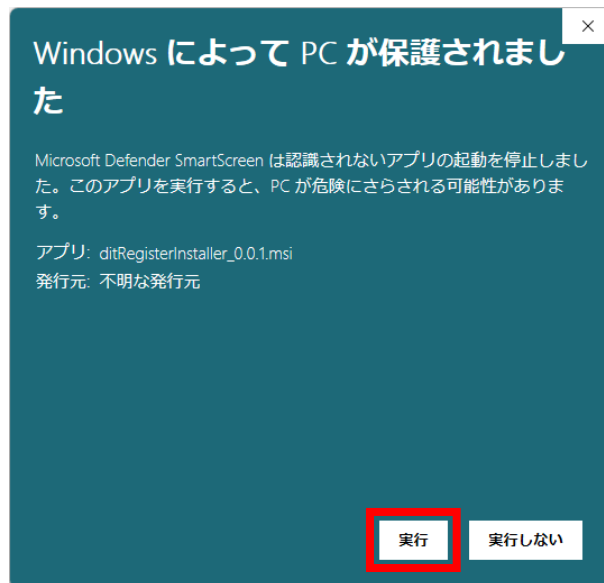 Windows によって PC が保護されまし
た
Microsoft Defender SmartScreen は認識されないアプリの起動を停止しまし
た。このアプリを実行すると、PC が危険にさらされる可能性がありま
す。
アプリ: ditRegisterInstaller_0.0.1.msi
発行元: 不明な発行元
実行 実行しない